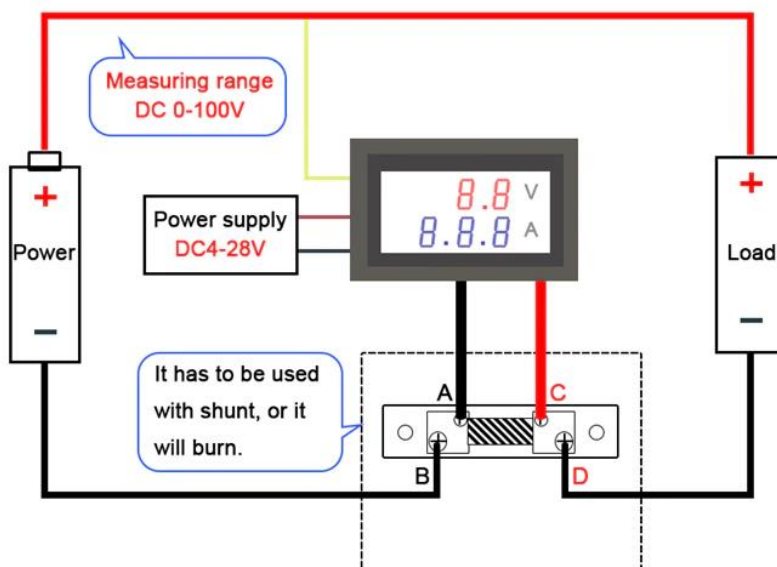 Measuring range
DC 0-100V
+
+
8.8 V
Power supply
8.8.8 A
DC4-28V
Power
Load
−
−
It has to be used
with shunt, or it
will burn.
A
C
B
D